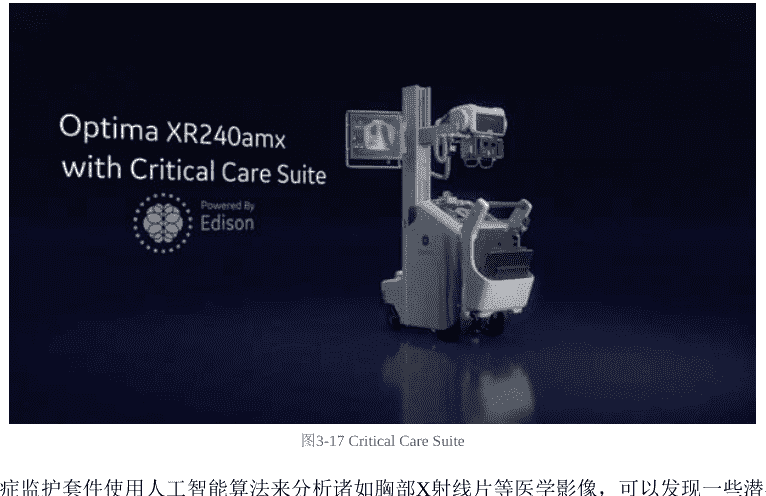 Optima XR240amx
with Critical Care Suite
Powered By
Edison
图3-17 Critical Care Suite
症监护套件使用人工智能算法来分析诸如胸部X射线片等医学影像，可以发现一些潜